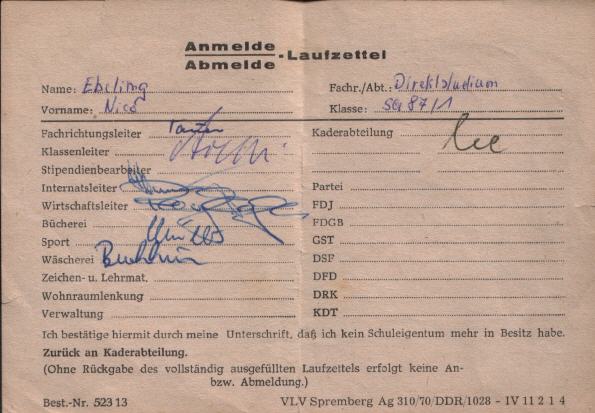 Anmelde
Abmelde - Laufzettel
Name: Ebeling Fachr./Abt.: Direktstudium
Vorname: Nico Klasse: SG 87/1
Fachrichtungsleiter Kaderabteilung
Klassenleiter
Stipendienbearbeiter
Internatsleiter Partei
Wirtschaftsleiter FDJ
Bücherei FDGB
Sport GST
Wäscherei DSF
Zeichen- u. Lehrmat. DFD
Wohnraumlenkung DRK
Verwaltung KDT
Ich bestätige hiermit durch meine Unterschrift, daß ich kein Schuleigentum mehr in Besitz habe.
Zurück an Kaderabteilung.
(Ohne Rückgabe des vollständig ausgefüllten Laufzettels erfolgt keine An-
bzw. Abmeldung.)
Best.-Nr. 523 13 VLV Spremberg Ag 310/70/DDR/1028 - IV 11 2 1 4